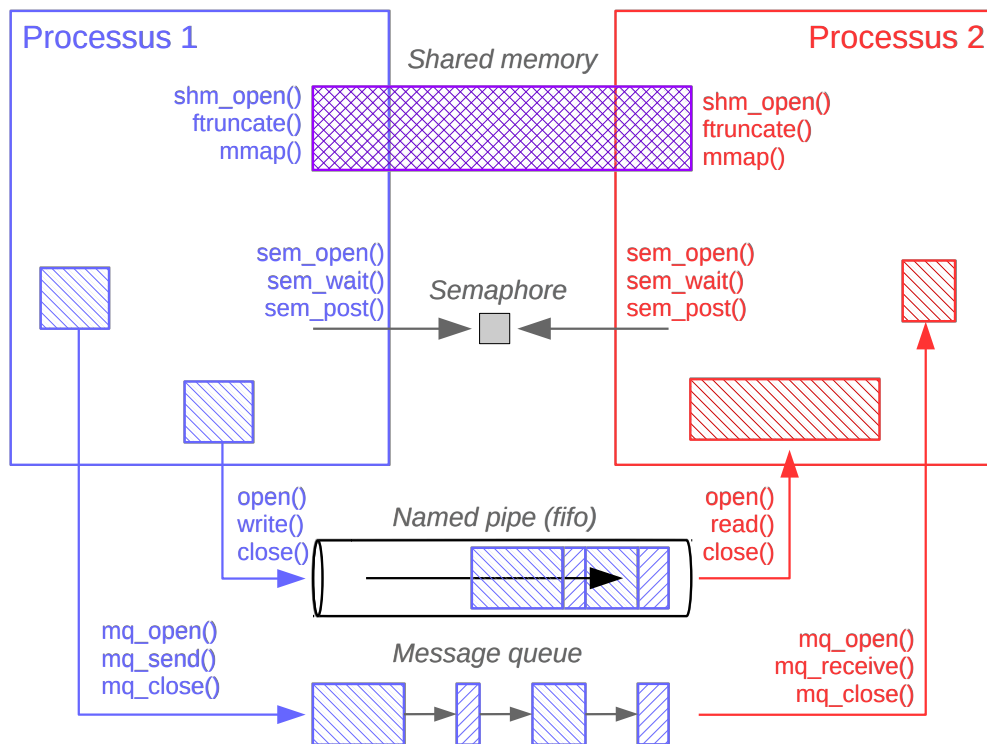 Processus 1
Processus 2
Shared memory
shm_open()
ftruncate()
mmap()
shm_open()
ftruncate()
mmap()
sem_open()
sem_wait()
sem_post()
Semaphore
sem_open()
sem_wait()
sem_post()
open()
write()
close()
Named pipe (fifo)
open()
read()
close()
mq_open()
mq_send()
mq_close()
Message queue
mq_open()
mq_receive()
mq_close()